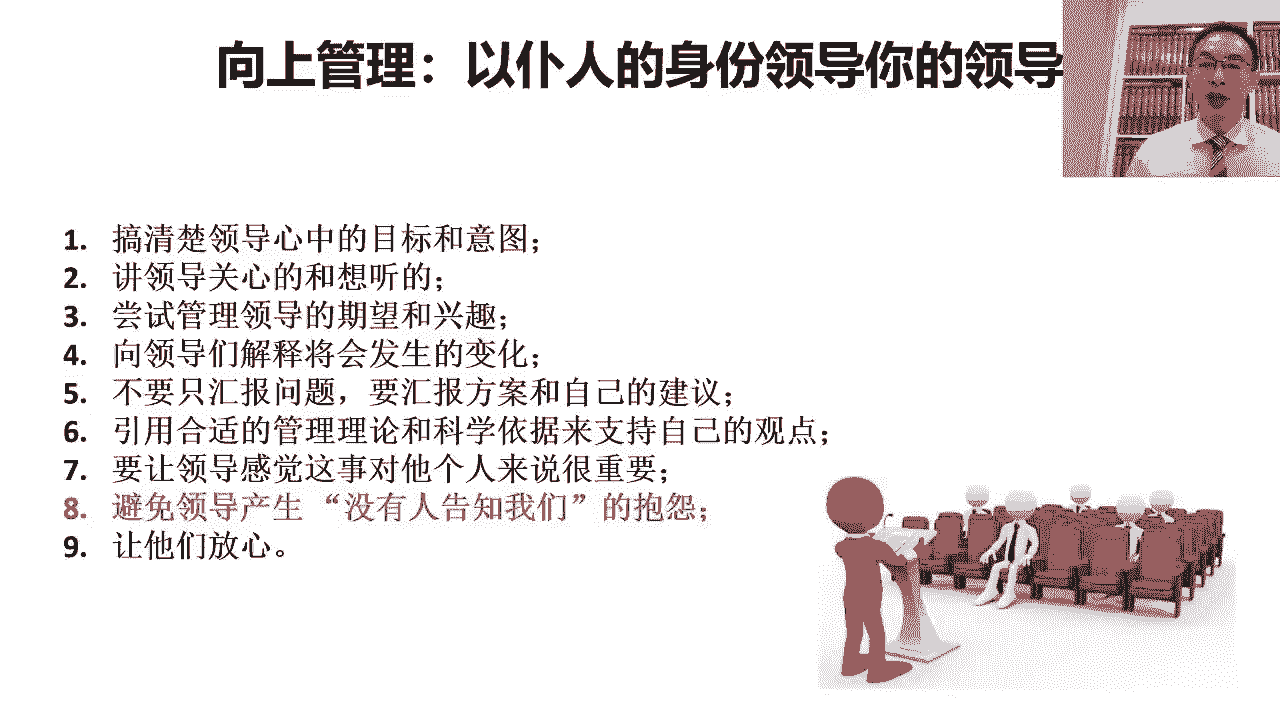 向上管理：以仆人的身份领导你的领导
1. 搞清楚领导心中的目标和意图；
2. 讲领导关心的和想听的；
3. 尝试管理领导的期望和兴趣；
4. 向领导们解释将会发生的变化；
5. 不要只汇报问题，要汇报方案和自己的建议；
6. 引用合适的管理理论和科学依据来支持自己的观点；
7. 要让领导感觉这事对他个人来说很重要；
8. 避免领导产生 “没有人告知我们”的抱怨；
9. 让他们放心。